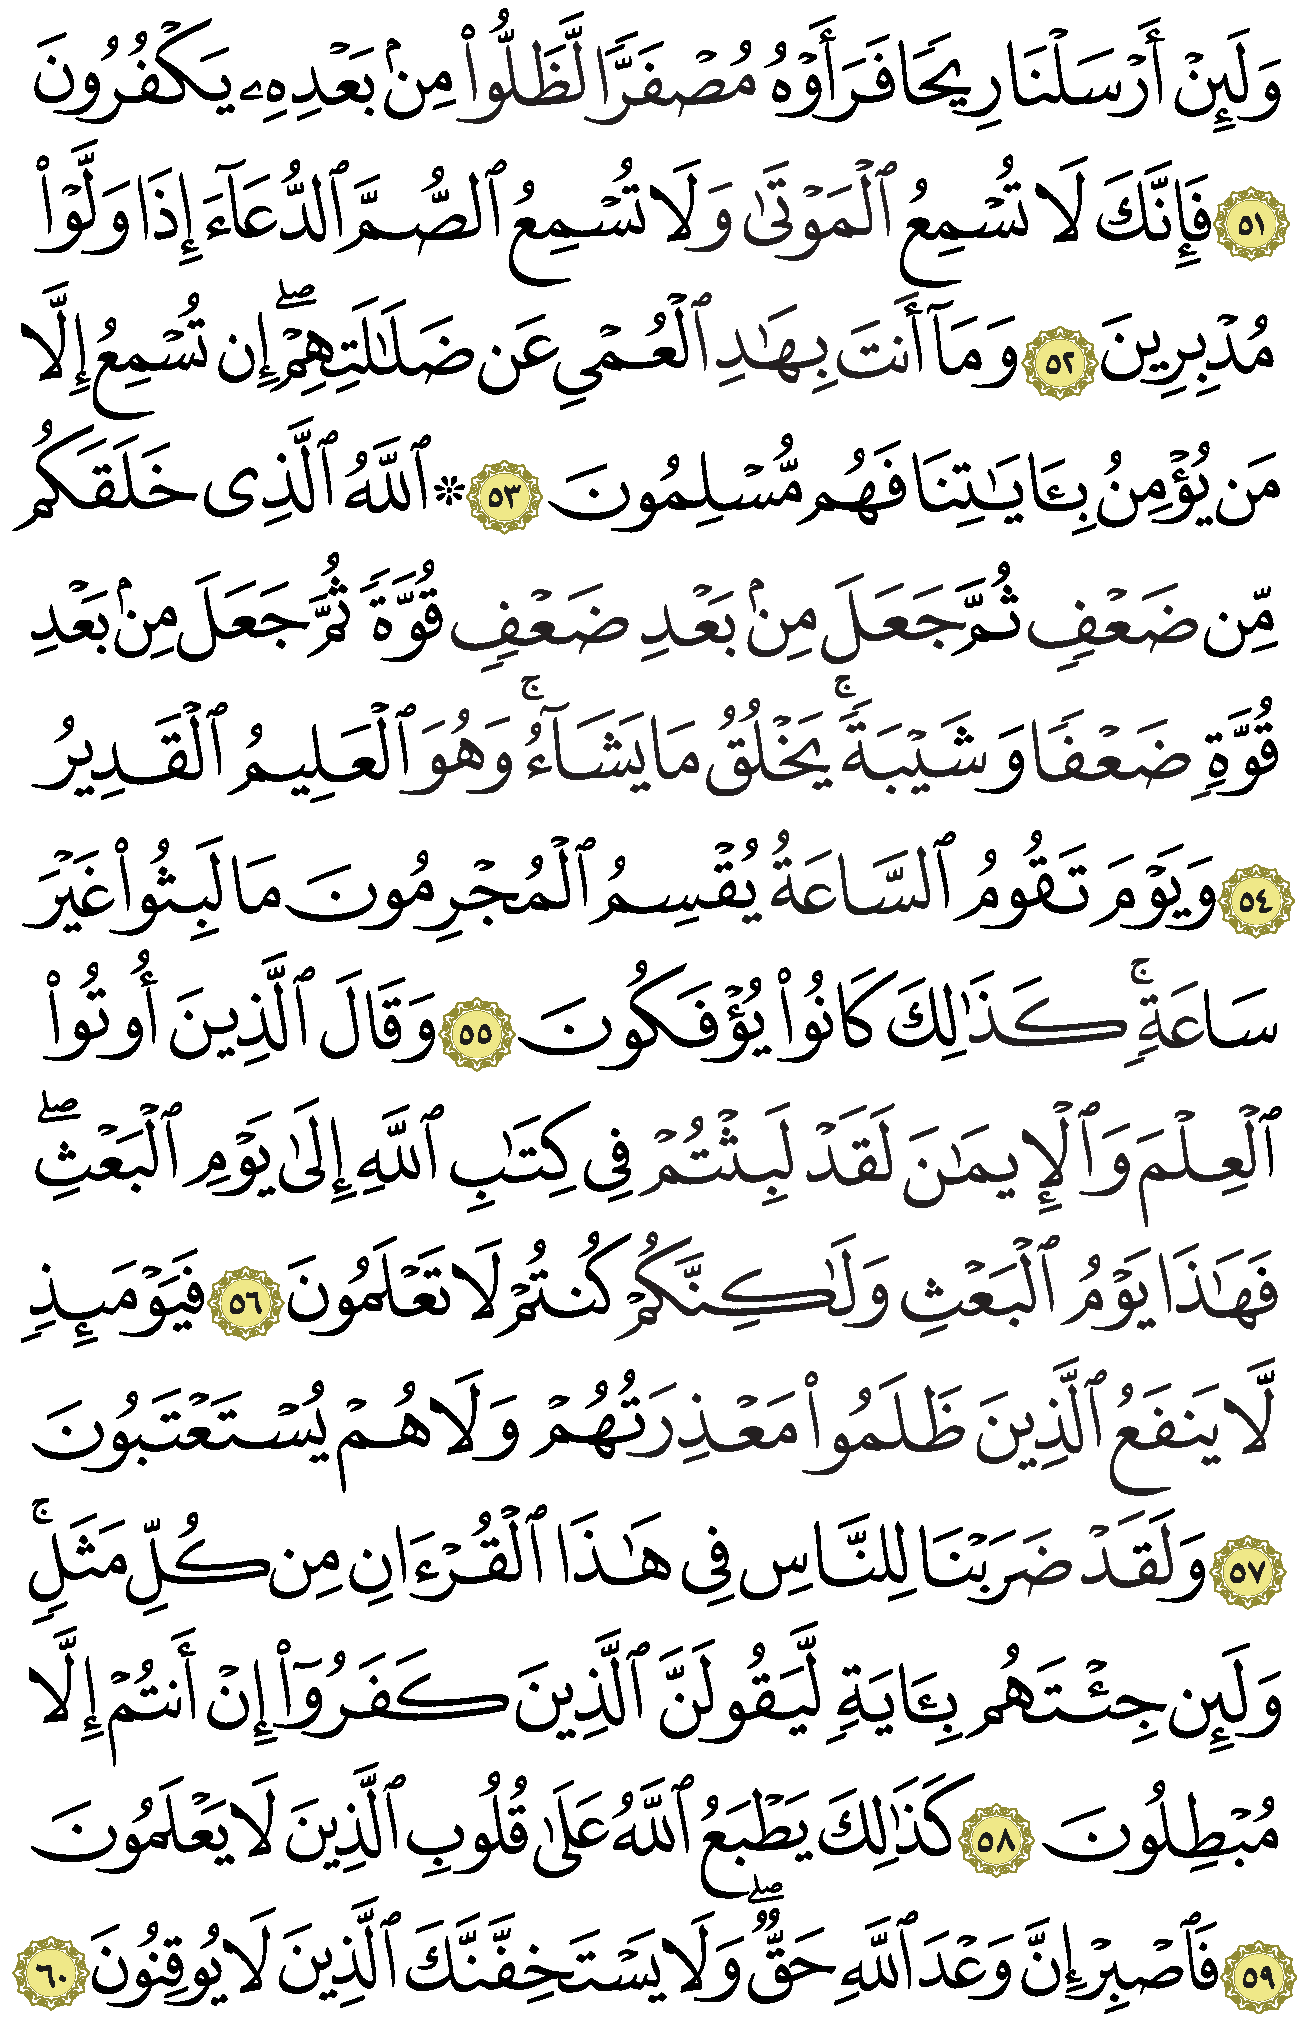 وَلَئِنْ أَرْسَلْنَا رِيحًا فَرَأَوْهُ مُصْفَرًّا لَّظَلُّوا۟ مِنۢ بَعْدِهِۦ يَكْفُرُونَ
٥١ فَإِنَّكَ لَا تُسْمِعُ ٱلْمَوْتَىٰ وَلَا تُسْمِعُ ٱلصُّمَّ ٱلدُّعَآءَ إِذَا وَلَّوْا۟
مُدْبِرِينَ ٥٢ وَمَآ أَنتَ بِهَـٰدِ ٱلْعُمْىِ عَن ضَلَـٰلَتِهِمْ ۖ إِن تُسْمِعُ إِلَّا
مَن يُؤْمِنُ بِـَٔايَـٰتِنَا فَهُم مُّسْلِمُونَ ٥٣ ۞ ٱللَّهُ ٱلَّذِى خَلَقَكُم
مِّن ضَعْفٍ ثُمَّ جَعَلَ مِنۢ بَعْدِ ضَعْفٍ قُوَّةً ثُمَّ جَعَلَ مِنۢ بَعْدِ
قُوَّةٍ ضَعْفًا وَشَيْبَةً ۚ يَخْلُقُ مَا يَشَآءُ ۚ وَهُوَ ٱلْعَلِيمُ ٱلْقَدِيرُ
٥٤ وَيَوْمَ تَقُومُ ٱلسَّاعَةُ يُقْسِمُ ٱلْمُجْرِمُونَ مَا لَبِثُوا۟ غَيْرَ
سَاعَةٍ ۚ كَذَٰلِكَ كَانُوا۟ يُؤْفَكُونَ ٥٥ وَقَالَ ٱلَّذِينَ أُوتُوا۟
ٱلْعِلْمَ وَٱلْإِيمَـٰنَ لَقَدْ لَبِثْتُمْ فِى كِتَـٰبِ ٱللَّهِ إِلَىٰ يَوْمِ ٱلْبَعْثِ ۖ
فَهَـٰذَا يَوْمُ ٱلْبَعْثِ وَلَـٰكِنَّكُمْ كُنتُمْ لَا تَعْلَمُونَ ٥٦ فَيَوْمَئِذٍ
لَّا يَنفَعُ ٱلَّذِينَ ظَلَمُوا۟ مَعْذِرَتُهُمْ وَلَا هُمْ يُسْتَعْتَبُونَ
٥٧ وَلَقَدْ ضَرَبْنَا لِلنَّاسِ فِى هَـٰذَا ٱلْقُرْءَانِ مِن كُلِّ مَثَلٍ ۚ
وَلَئِن جِئْتَهُم بِـَٔايَةٍ لَّيَقُولَنَّ ٱلَّذِينَ كَفَرُوٓا۟ إِنْ أَنتُمْ إِلَّا
مُبْطِلُونَ ٥٨ كَذَٰلِكَ يَطْبَعُ ٱللَّهُ عَلَىٰ قُلُوبِ ٱلَّذِينَ لَا يَعْلَمُونَ
٥٩ فَٱصْبِرْ إِنَّ وَعْدَ ٱللَّهِ حَقٌّ ۖ وَلَا يَسْتَخِفَّنَّكَ ٱلَّذِينَ لَا يُوقِنُونَ ٦٠